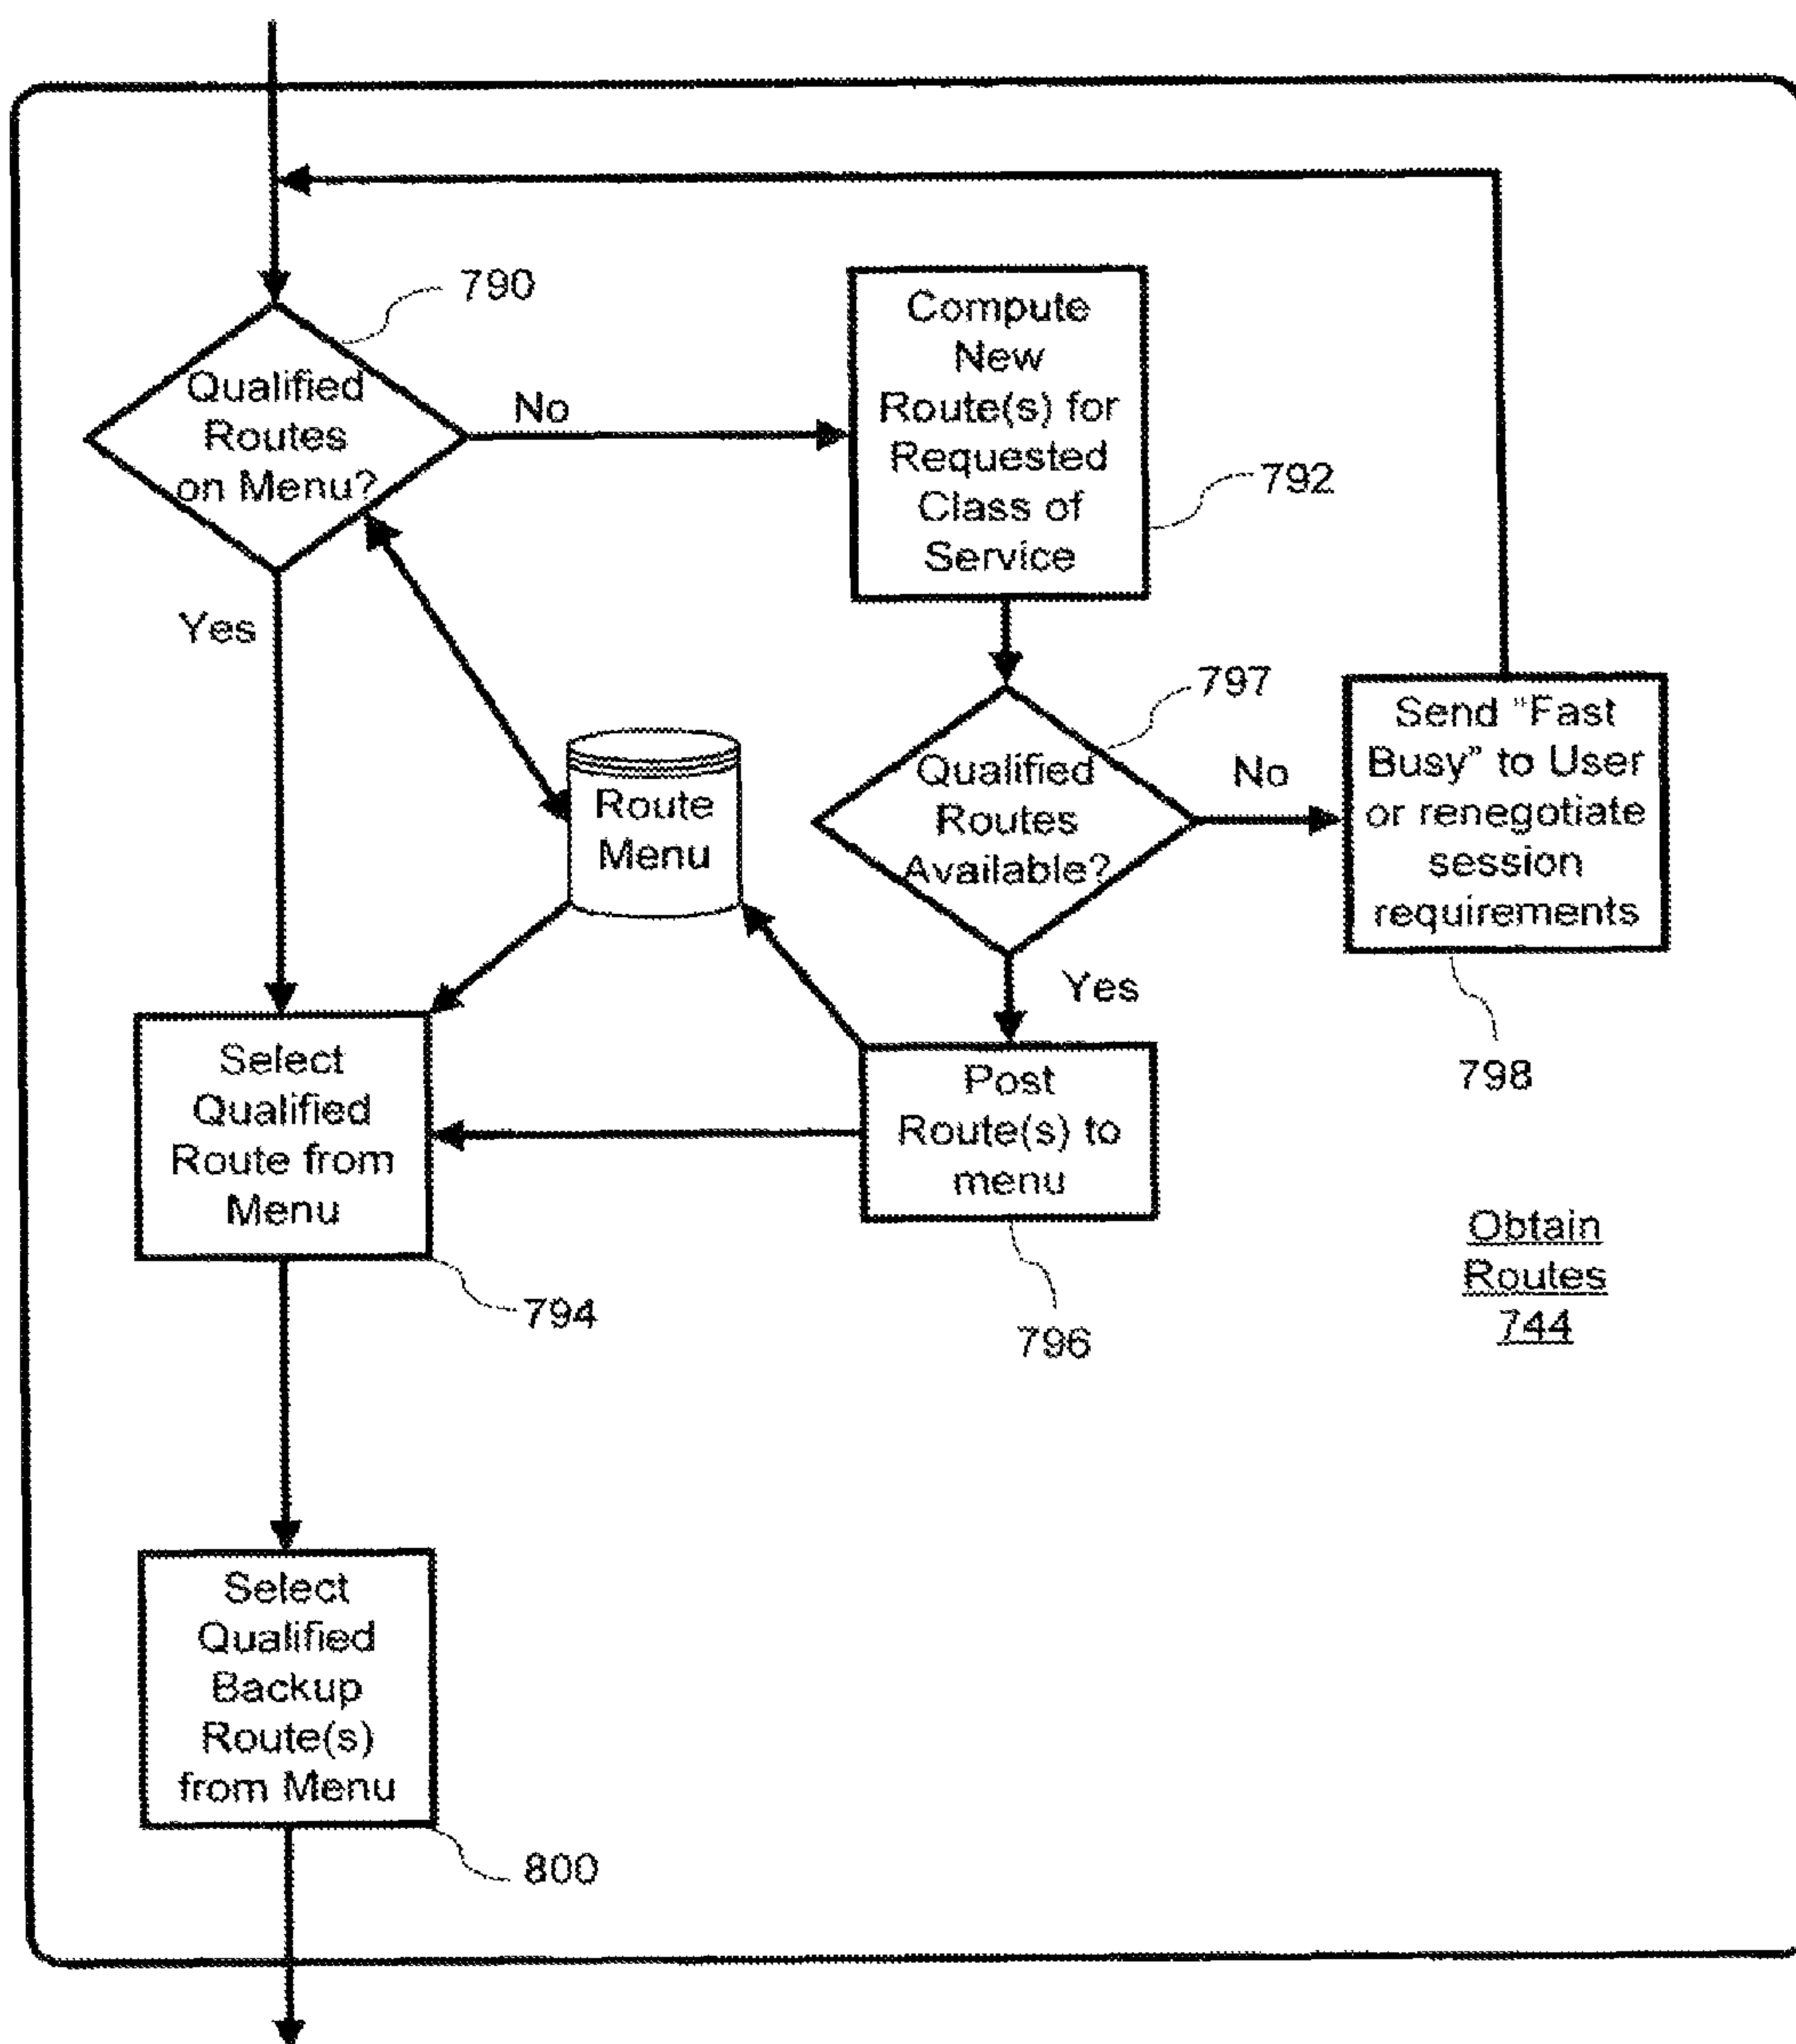 790
Qualified
Routes
on Menu?
No
Yes
Compute
New
Route(s) for
Requested
Class of
Service
792
797
Qualified
Routes
Available?
No
Yes
Send "Fast
Busy” to User
or renegotiate
session
requirements
798
Route
Menu
Select
Qualified
Route from
Menu
794
Post
Route(s) to
menu
796
Obtain
Routes
744
Select
Qualified
Backup
Route(s)
from Menu
800